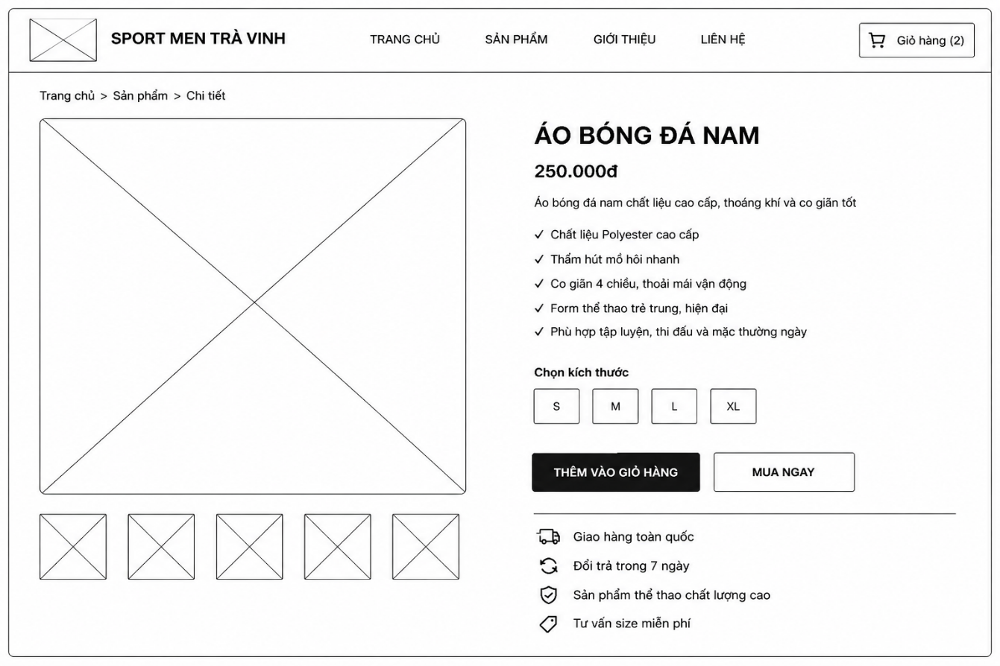 SPORT MEN TRÀ VINH
TRANG CHỦ
SẢN PHẨM
GIỚI THIỆU
LIÊN HỆ
Giỏ hàng (2)
Trang chủ > Sản phẩm > Chi tiết
ÁO BÓNG ĐÁ NAM
250.000đ
Áo bóng đá nam chất liệu cao cấp, thoáng khí và co giãn tốt
✓ Chất liệu Polyester cao cấp
✓ Thấm hút mồ hôi nhanh
✓ Co giãn 4 chiều, thoải mái vận động
✓ Form thể thao trẻ trung, hiện đại
✓ Phù hợp tập luyện, thi đấu và mặc thường ngày
Chọn kích thước
S
M
L
XL
THÊM VÀO GIỎ HÀNG
MUA NGAY
Giao hàng toàn quốc
Đổi trả trong 7 ngày
Sản phẩm thể thao chất lượng cao
Tư vấn size miễn phí